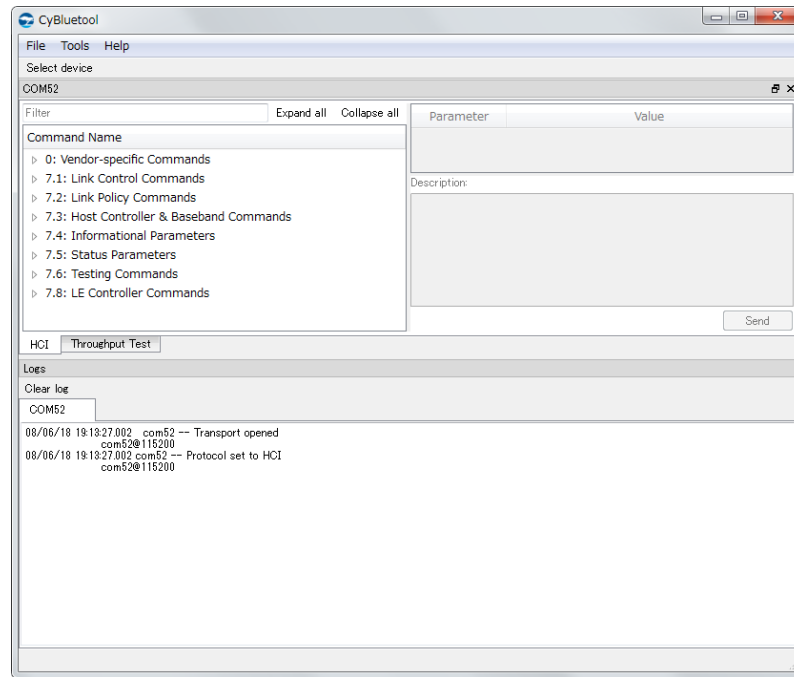 CyBluetool
File Tools Help
Select device
COM52
Filter Expand all Collapse all
Command Name
0: Vendor-specific Commands
7.1: Link Control Commands
7.2: Link Policy Commands
7.3: Host Controller & Baseband Commands
7.4: Informational Parameters
7.5: Status Parameters
7.6: Testing Commands
7.8: LE Controller Commands
Parameter Value
Description:
Send
HCI Throughput Test
Logs
Clear log
COM52
08/06/18 19:13:27.002 com52 -- Transport opened
com52@115200
08/06/18 19:13:27.002 com52 -- Protocol set to HCI
com52@115200